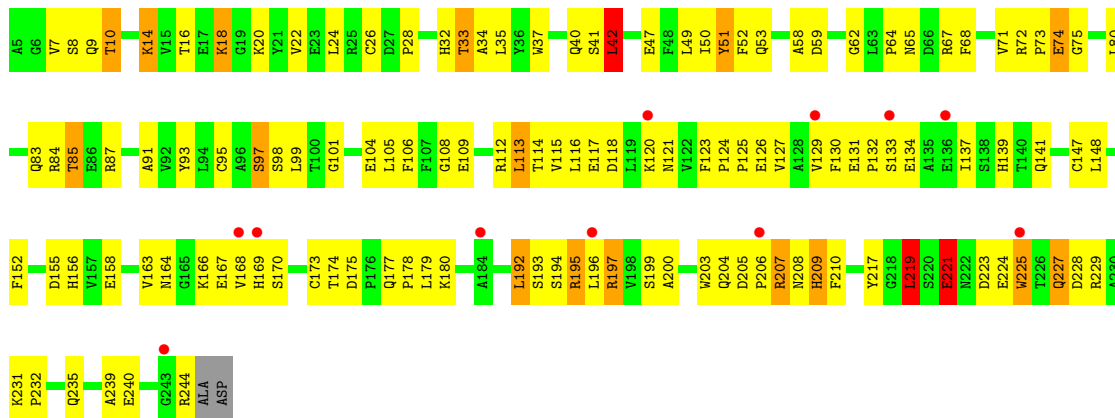 A5 G6 V7 S8 Q9 T10 K14 V15 T16 E17 K18 G19 K20 Y21 V22 E23 L24 R25 C26 D27 P28 H32 T33 A34 L35 Y36 W37 Q40 S41 L42 E47 F48 L49 I50 Y51 F52 Q53 A58 D59 G62 L63 P64 N65 D66 R67 F68 V71 R72 P73 E74 G75 L80
Q83 R84 T85 E86 R87 A91 V92 Y93 L94 C95 A96 S97 S98 L99 T100 G101 E104 L105 F106 F107 G108 E109 R112 L113 T114 V115 L116 E117 D118 L119 K120 N121 V122 F123 P124 P125 E126 V127 A128 V129 F130 E131 P132 S133 E134 A135 E136 I137 S138 H139 T140 Q141 C147 L148
F152 D155 H156 V157 E158 V163 N164 G165 K166 E167 V168 H169 S170 C173 T174 D175 P176 Q177 P178 L179 K180 A184 L192 S193 S194 R195 L196 R197 V198 S199 A200 W203 Q204 D205 P206 R207 N208 H209 F210 Y217 G218 L219 S220 E221 N222 D223 E224 W225 T226 Q227 D228 R229 A230
K231 P232 Q235 A239 E240 G243 R244 ALA ASP